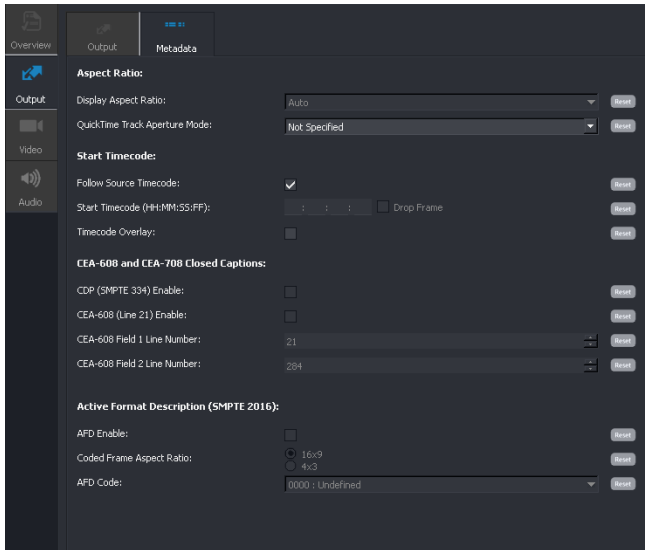 Overview
Output
Video
Audio
Output
Metadata
Aspect Ratio:
Display Aspect Ratio: Auto Reset
QuickTime Track Aperture Mode: Not Specified Reset
Start Timecode:
Follow Source Timecode: Reset
Start Timecode (HH:MM:SS:FF): : : : Drop Frame Reset
Timecode Overlay: Reset
CEA-608 and CEA-708 Closed Captions:
CDP (SMPTE 334) Enable: Reset
CEA-608 (Line 21) Enable: Reset
CEA-608 Field 1 Line Number: 21 Reset
CEA-608 Field 2 Line Number: 284 Reset
Active Format Description (SMPTE 2016):
AFD Enable: Reset
Coded Frame Aspect Ratio: 16x9 Reset
4x3
AFD Code: 0000 : Undefined Reset